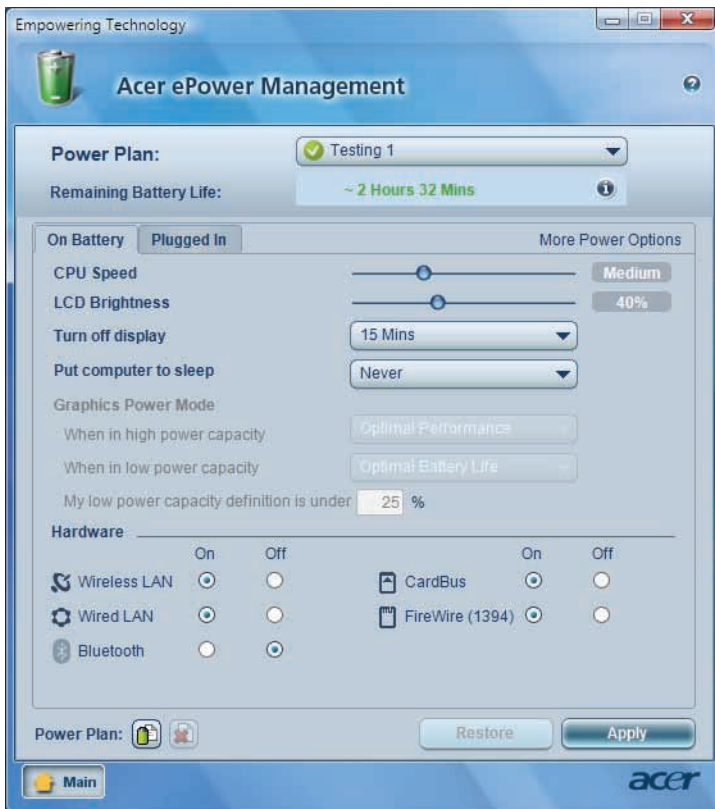 Empowering Technology
Acer ePower Management
Power Plan: Testing 1
Remaining Battery Life: ~ 2 Hours 32 Mins
On Battery Plugged In More Power Options
CPU Speed Medium
LCD Brightness 40%
Turn off display 15 Mins
Put computer to sleep Never
Graphics Power Mode
When in high power capacity Optimal Performance
When in low power capacity Optimal Battery Life
My low power capacity definition is under 25 %
Hardware
On Off On Off
Wireless LAN CardBus
Wired LAN FireWire (1394)
Bluetooth
Power Plan: Restore Apply
Main acer